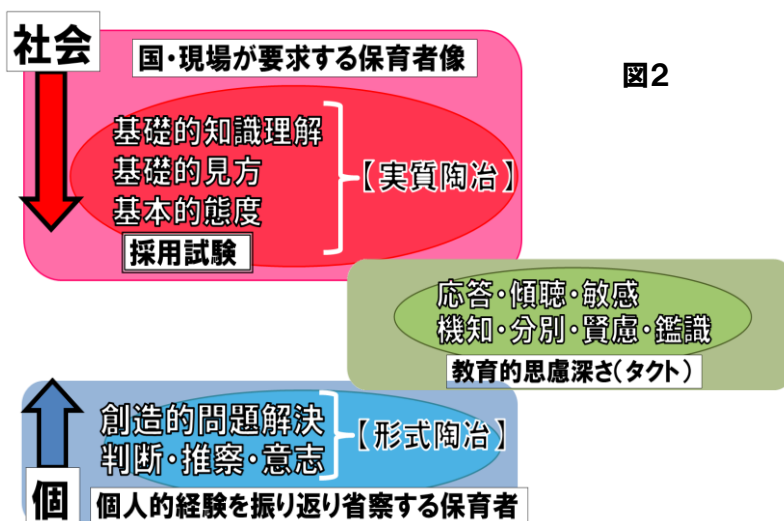 社会
国・現場が要求する保育者像
図2
基礎的知識理解
基礎的見方
基本的態度
【実質陶冶】
採用試験
応答・傾聴・敏感
機知・分別・賢慮・鑑識
教育的思慮深さ(タクト)
創造的問題解決
判断・推察・意志
【形式陶冶】
個
個人的経験を振り返り省察する保育者